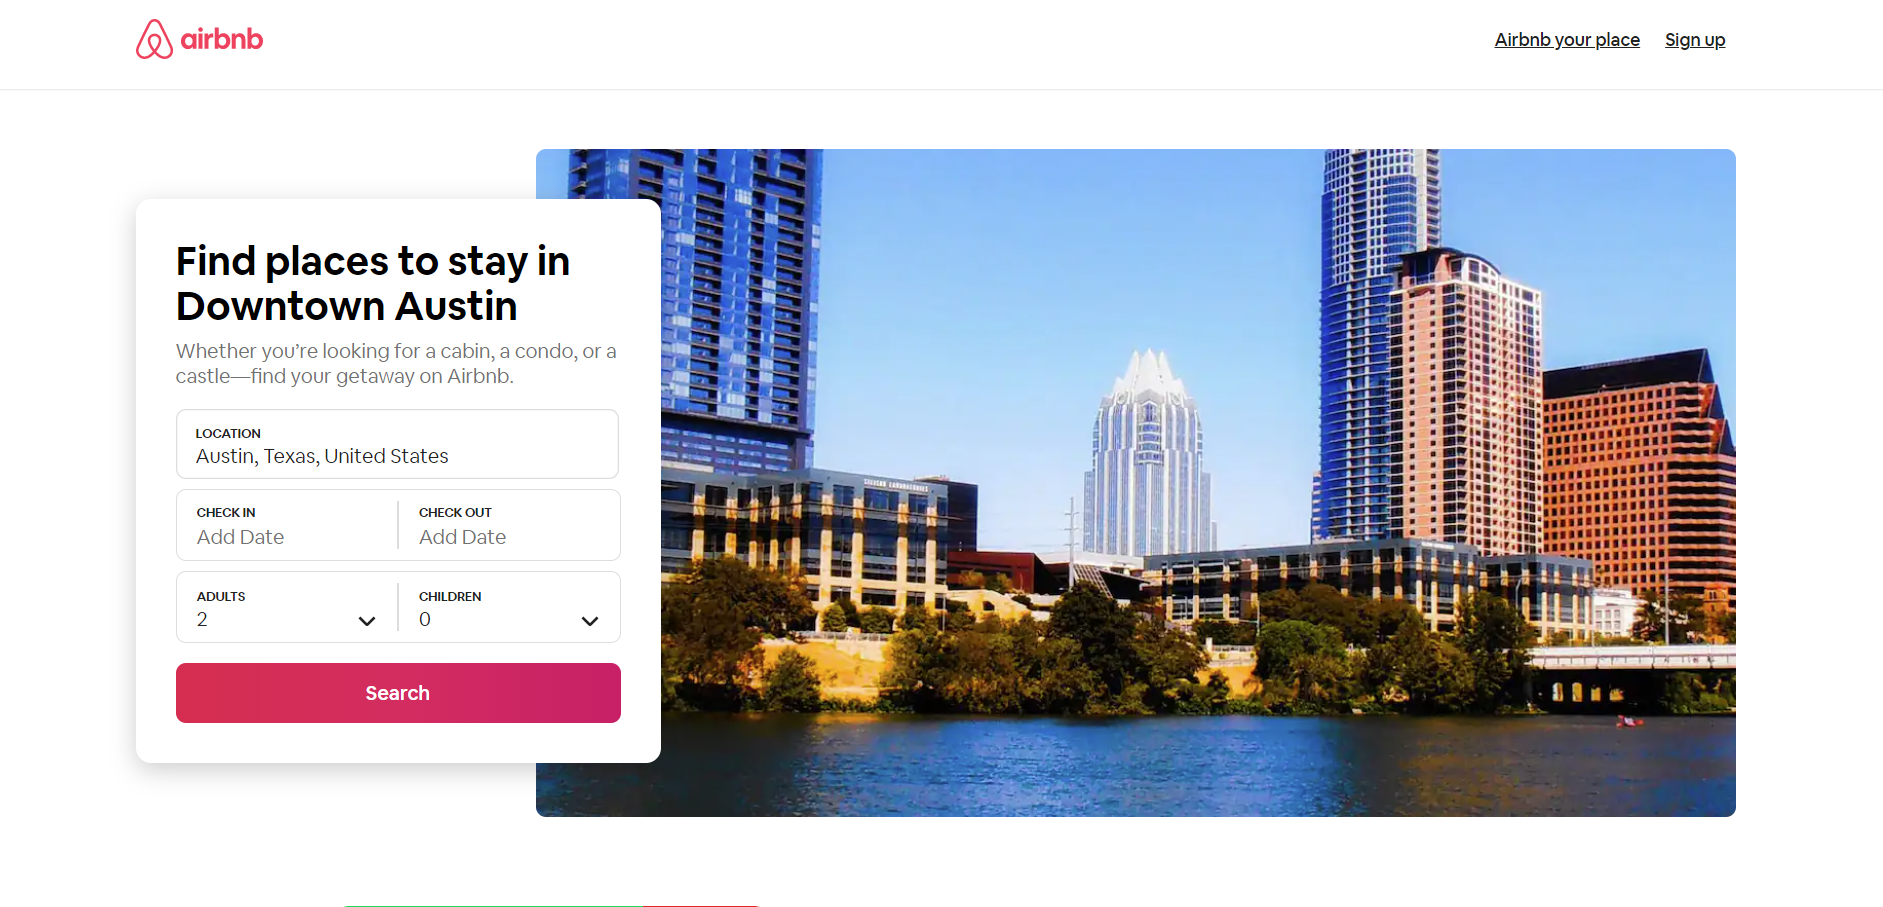 airbnb
Airbnb your place
Sign up
Find places to stay in
Downtown Austin
Whether you’re looking for a cabin, a condo, or a
castle—find your getaway on Airbnb.
LOCATION
Austin, Texas, United States
CHECK IN
Add Date
CHECK OUT
Add Date
ADULTS
2
CHILDREN
0
Search
SILICON LABORATORIES